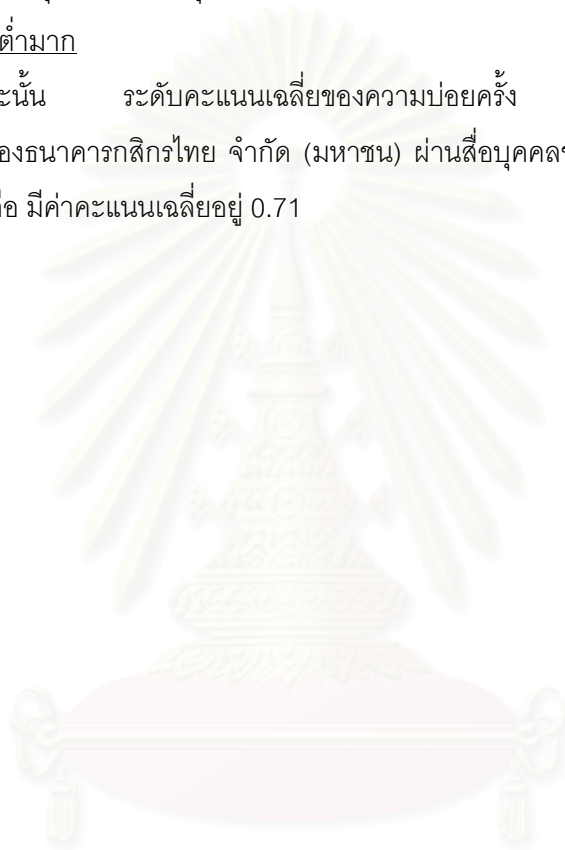 ต่ำมาก
ะนั้น ระดับคะแนนเฉลี่ยของความบ่อยครั้ง
องธนาคารกสิกรไทย จำกัด (มหาชน) ผ่านสื่อบุคคลข
อ มีค่าคะแนนเฉลี่ยอยู่ 0.71